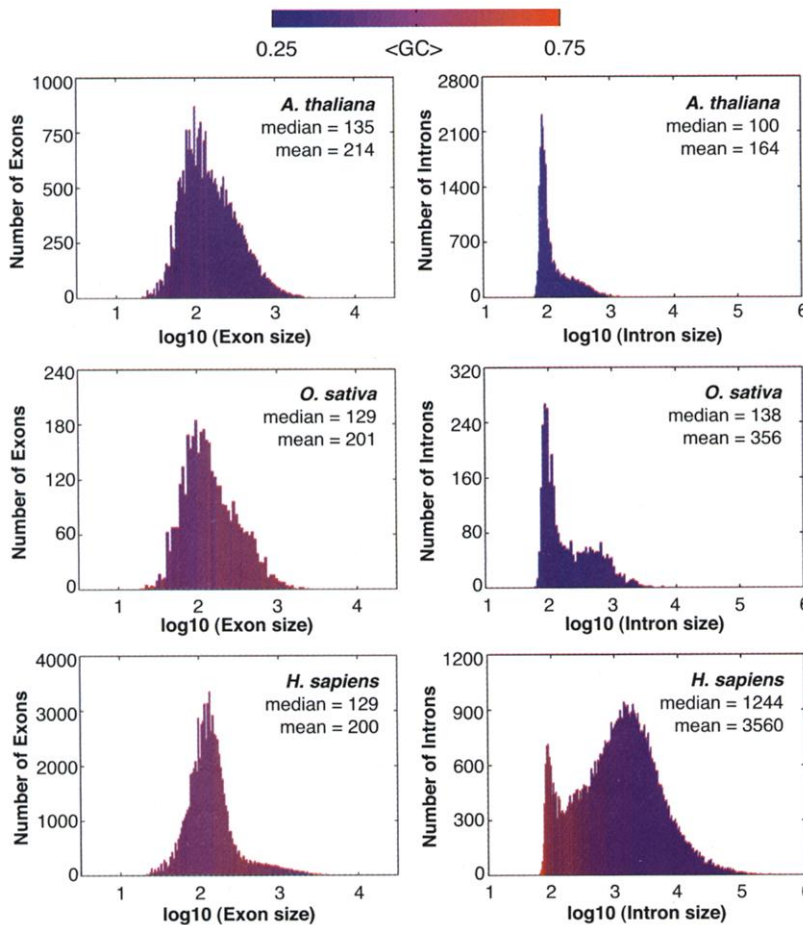 0.25 <GC> 0.75
A. thaliana
median = 135
mean = 214
Number of Exons
1000
750
500
250
0
1 2 3 4
log10 (Exon size)
A. thaliana
median = 100
mean = 164
Number of Introns
2800
2100
1400
700
0
1 2 3 4 5 6
log10 (Intron size)
O. sativa
median = 129
mean = 201
Number of Exons
240
180
120
60
0
1 2 3 4
log10 (Exon size)
O. sativa
median = 138
mean = 356
Number of Introns
320
240
160
80
0
1 2 3 4 5 6
log10 (Intron size)
H. sapiens
median = 129
mean = 200
Number of Exons
4000
3000
2000
1000
0
1 2 3 4
log10 (Exon size)
H. sapiens
median = 1244
mean = 3560
Number of Introns
1200
900
600
300
0
1 2 3 4 5 6
log10 (Intron size)